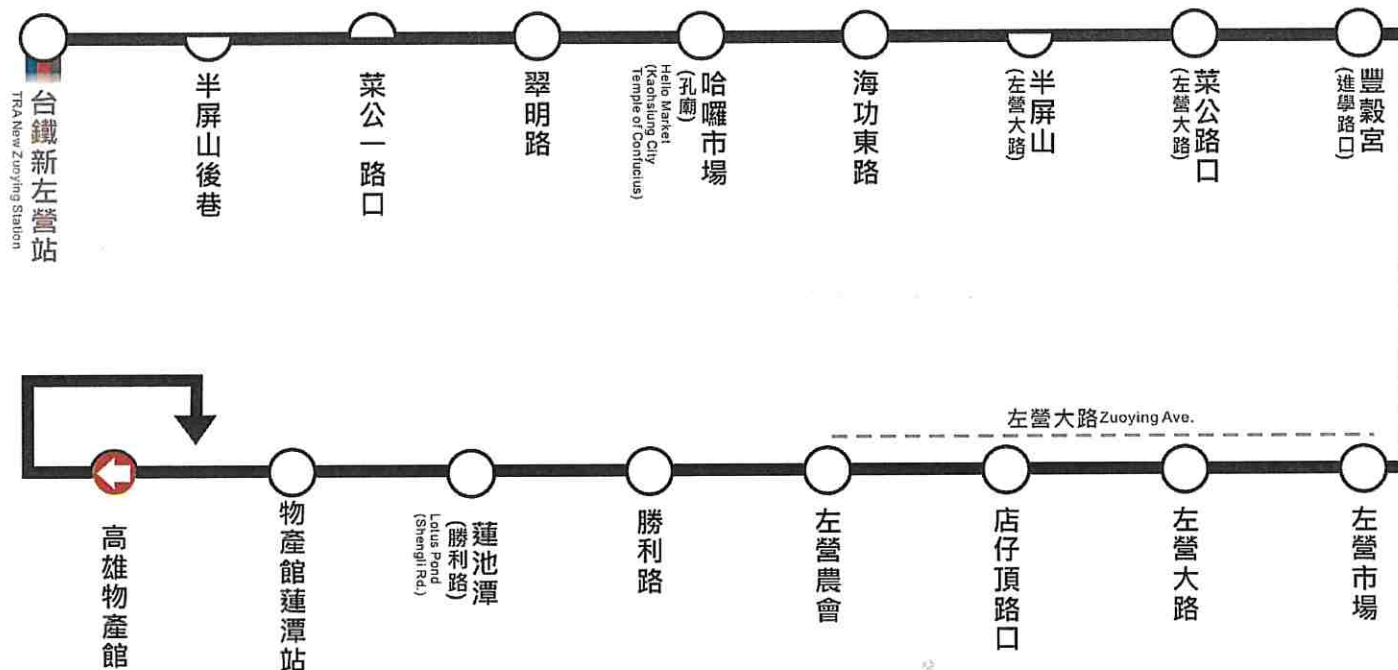 台鐵新左營站
TRA New Zuoying Station
半屏山後巷
菜公一路口
翠明路
哈囉市場
(孔廟)
Hello Market
(Kaohsiung City
Temple of Confucius)
海功東路
半屏山
(左營大路)
菜公路口
(左營大路)
豐穀宮
(進學路口)
左營大路Zuoying Ave.
高雄物產館
物產館蓮潭站
蓮池潭
(勝利路)
Lotus Pond
(Shengli Rd.)
勝利路
左營農會
店仔頂路口
左營大路
左營市場